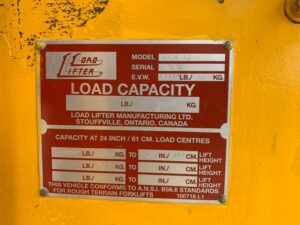 LOAD LIFTER
MODEL
SERIAL
E.V.W. LB/ KG.
LOAD CAPACITY
LB./ KG.
LOAD LIFTER MANUFACTURING LTD.
STOUFFVILLE, ONTARIO, CANADA
CAPACITY AT 24 INCH / 61 CM. LOAD CENTRES
LB./ KG. TO IN./ CM. LIFT HEIGHT
LB./ KG. TO IN./ CM. LIFT HEIGHT
LB./ KG. TO IN./ CM. LIFT HEIGHT
THIS VEHICLE CONFORMS TO A.N.S.I. B56.6 STANDARDS
FOR ROUGH TERRAIN FORKLIFTS 100718 L1